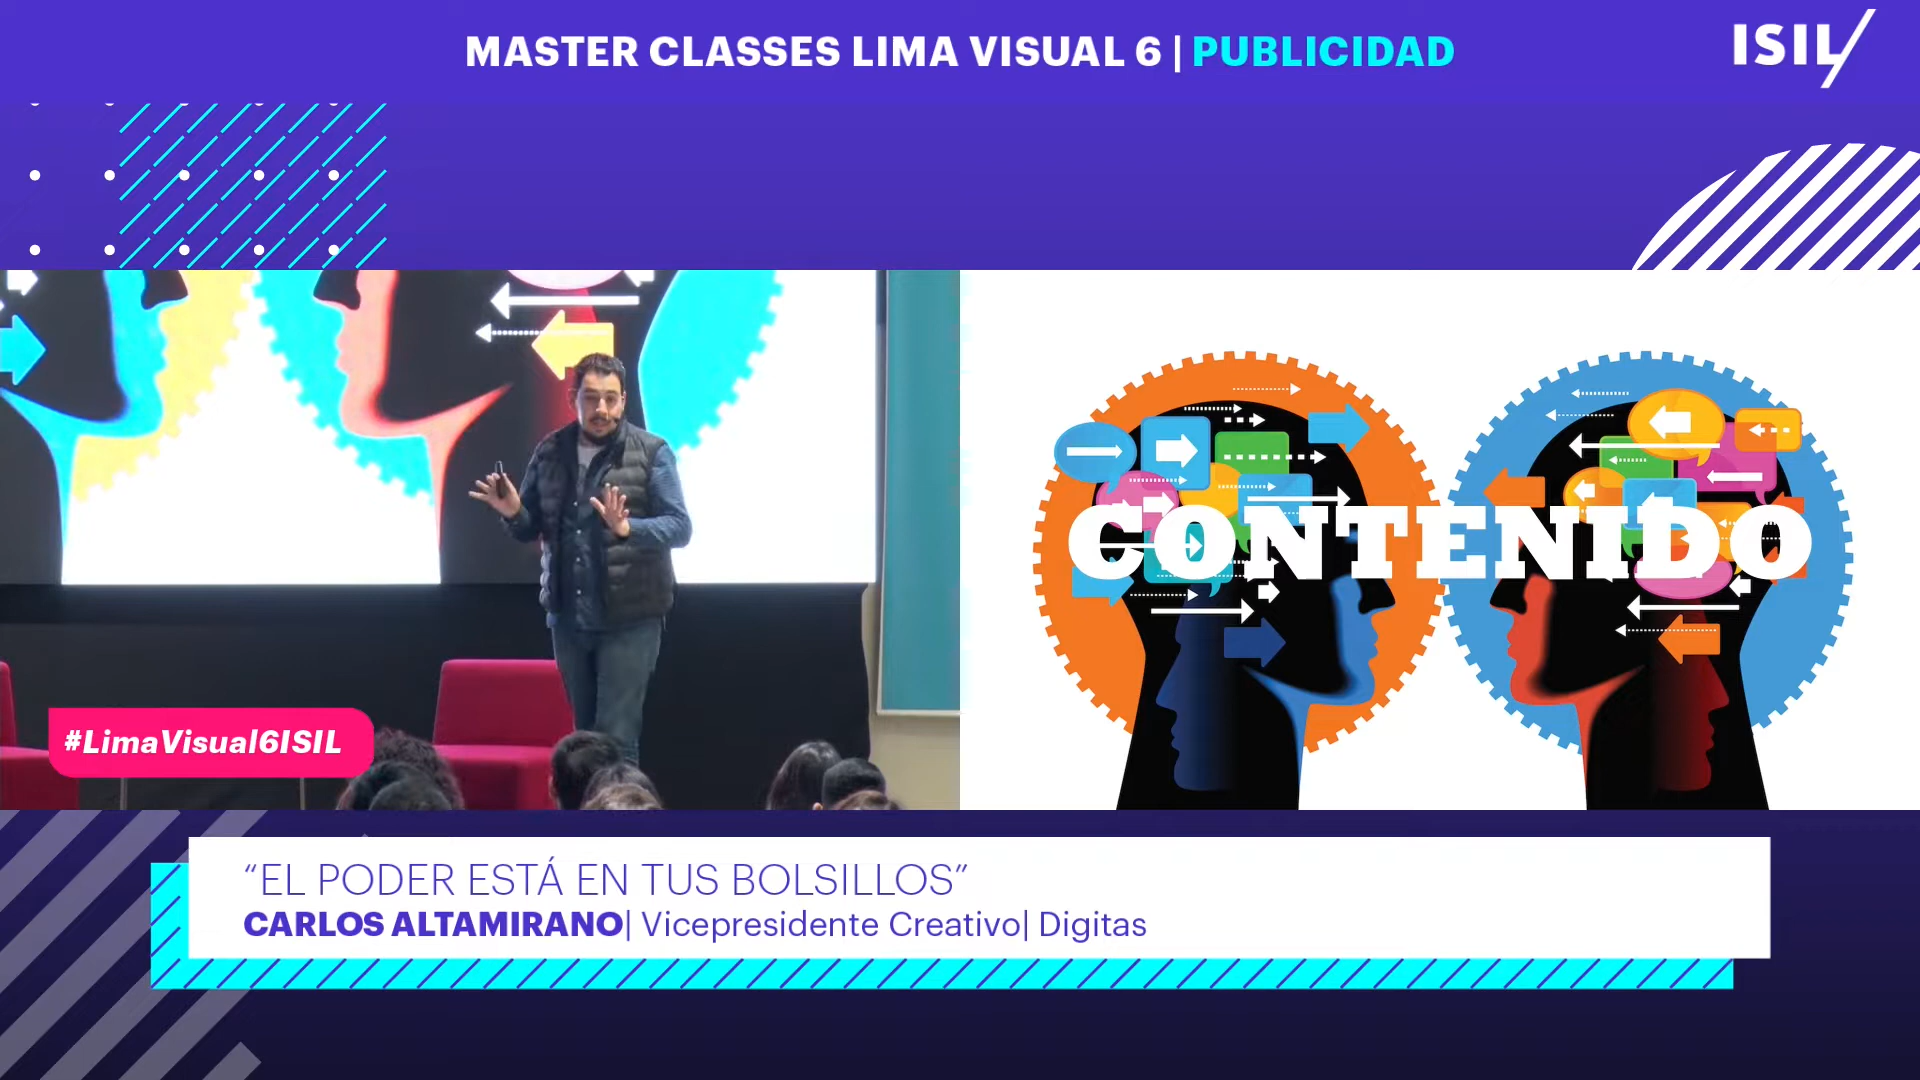 MASTER CLASSES LIMA VISUAL 6 | PUBLICIDAD
ISIL
CONTENIDO
#LimaVisual6ISIL
“EL PODER ESTÁ EN TUS BOLSILLOS”
CARLOS ALTAMIRANO| Vicepresidente Creativo| Digitas